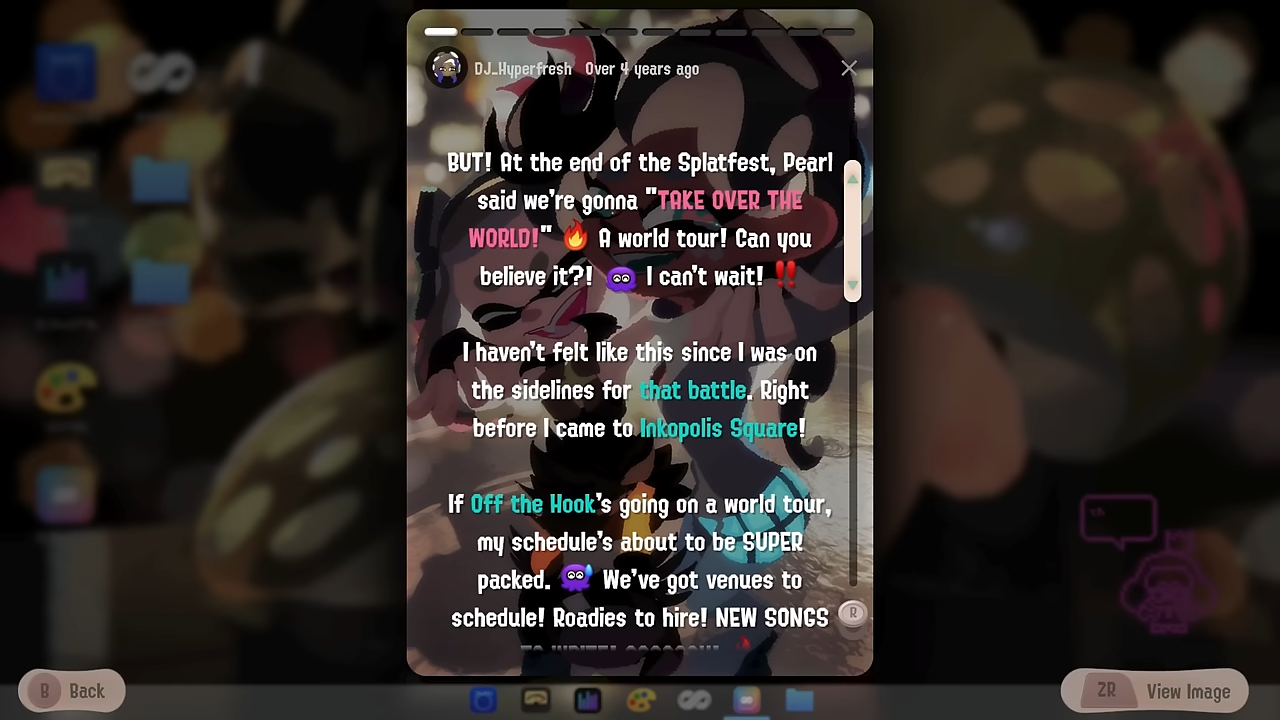 DJ_Hyperfresh Over 4 years ago
BUT! At the end of the Splatfest, Pearl
said we're gonna "TAKE OVER THE
WORLD!" 🔥 A world tour! Can you
believe it?! I can't wait! ‼️
I haven't felt like this since I was on
the sidelines for that battle. Right
before I came to Inkopolis Square!
If Off the Hook's going on a world tour,
my schedule's about to be SUPER
packed. We've got venues to
schedule! Roadies to hire! NEW SONGS
R
B Back
ZR View Image